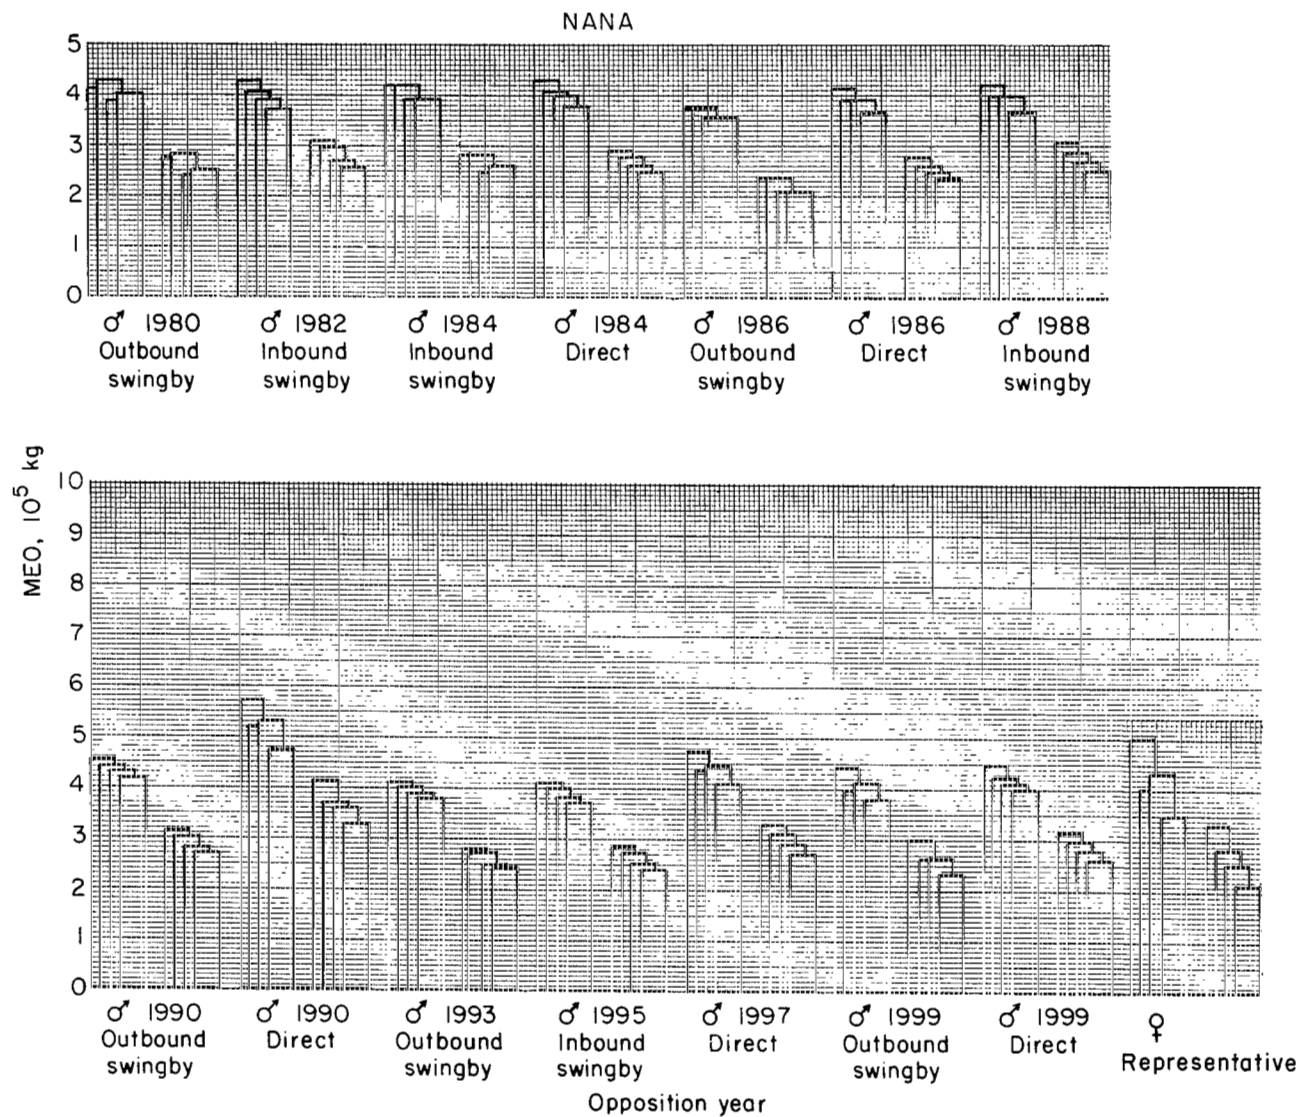 NANA
5
4
3
2
1
0
♂ 1980 ♂ 1982 ♂ 1984 ♂ 1984 ♂ 1986 ♂ 1986 ♂ 1988
Outbound Inbound Inbound Direct Outbound Direct Inbound
swingby swingby swingby swingby swingby
MEO, 10⁵ kg
10
9
8
7
6
5
4
3
2
1
0
♂ 1990 ♂ 1990 ♂ 1993 ♂ 1995 ♂ 1997 ♂ 1999 ♂ 1999 ♀
Outbound Direct Outbound Inbound Direct Outbound Direct Representative
swingby swingby swingby swingby
Opposition year